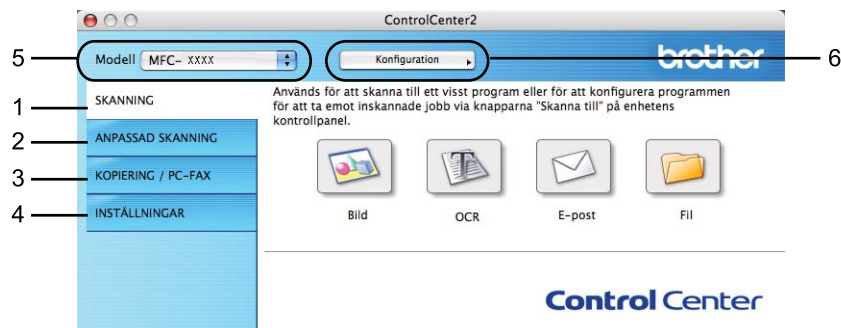 ControlCenter2
5
Modell MFC- XXXX
Konfiguration
brother
6
1
SKANNING
2
ANPASSAD SKANNING
3
KOPIERING / PC-FAX
4
INSTÄLLNINGAR
Används för att skanna till ett visst program eller för att konfigurera programmen
för att ta emot inskannade jobb via knapparna "Skanna till" på enhetens
kontrollpanel.
Bild
OCR
E-post
Fil
Control Center